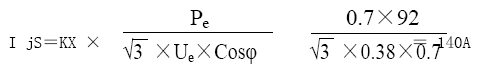 I jS=KX × Pe / √3 ×Ue×Cosφ 0.7×92 / √3 ×0.38×0.7 = 140A